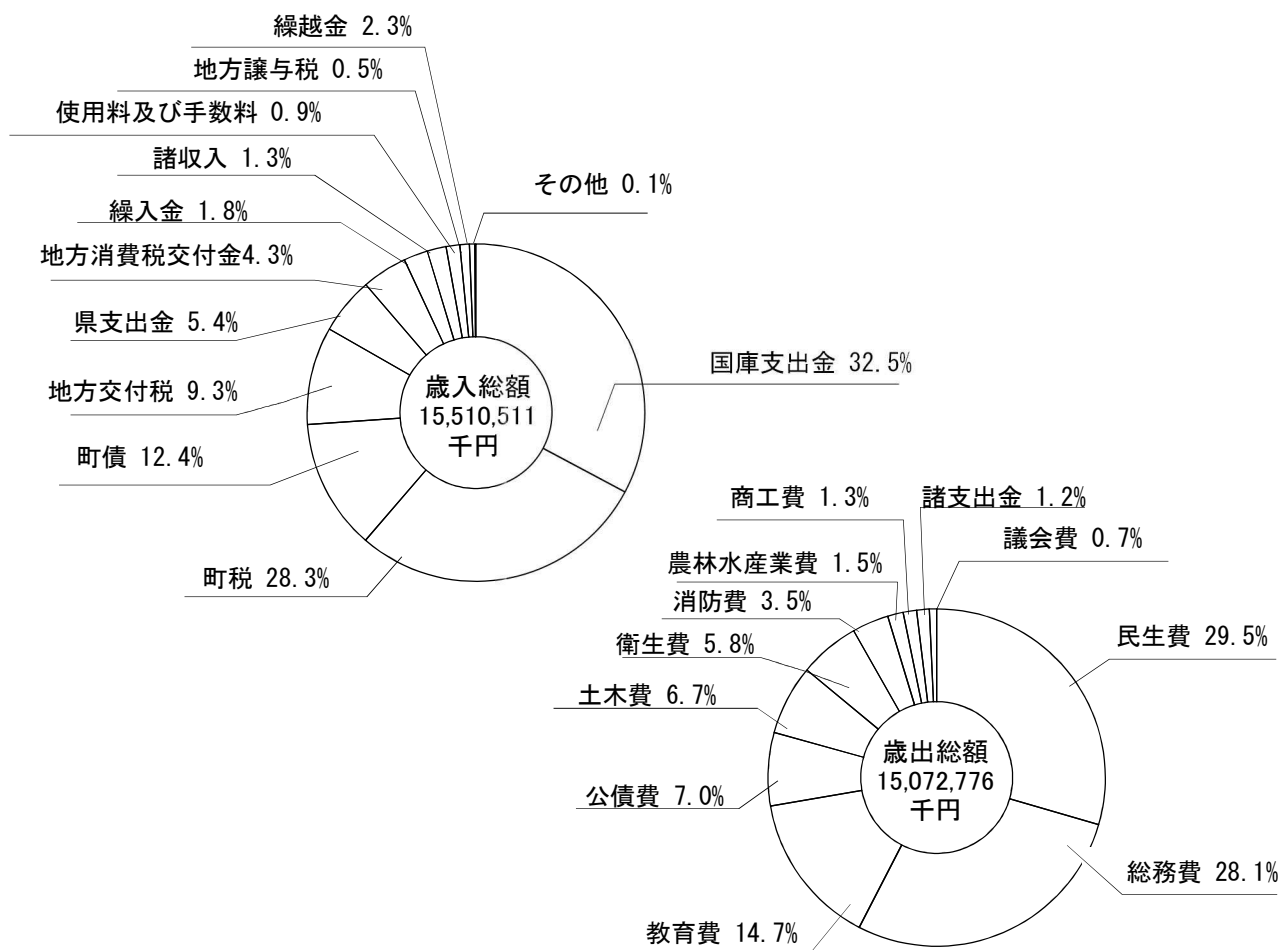 繰越金 2.3%
地方譲与税 0.5%
使用料及び手数料 0.9%
諸収入 1.3%
その他 0.1%
繰入金 1.8%
地方消費税交付金4.3%
県支出金 5.4%
国庫支出金 32.5%
地方交付税 9.3%
歳入総額
15,510,511
千円
町債 12.4%
町税 28.3%
商工費 1.3%
諸支出金 1.2%
議会費 0.7%
農林水産業費 1.5%
消防費 3.5%
民生費 29.5%
衛生費 5.8%
土木費 6.7%
歳出総額
15,072,776
千円
公債費 7.0%
総務費 28.1%
教育費 14.7%